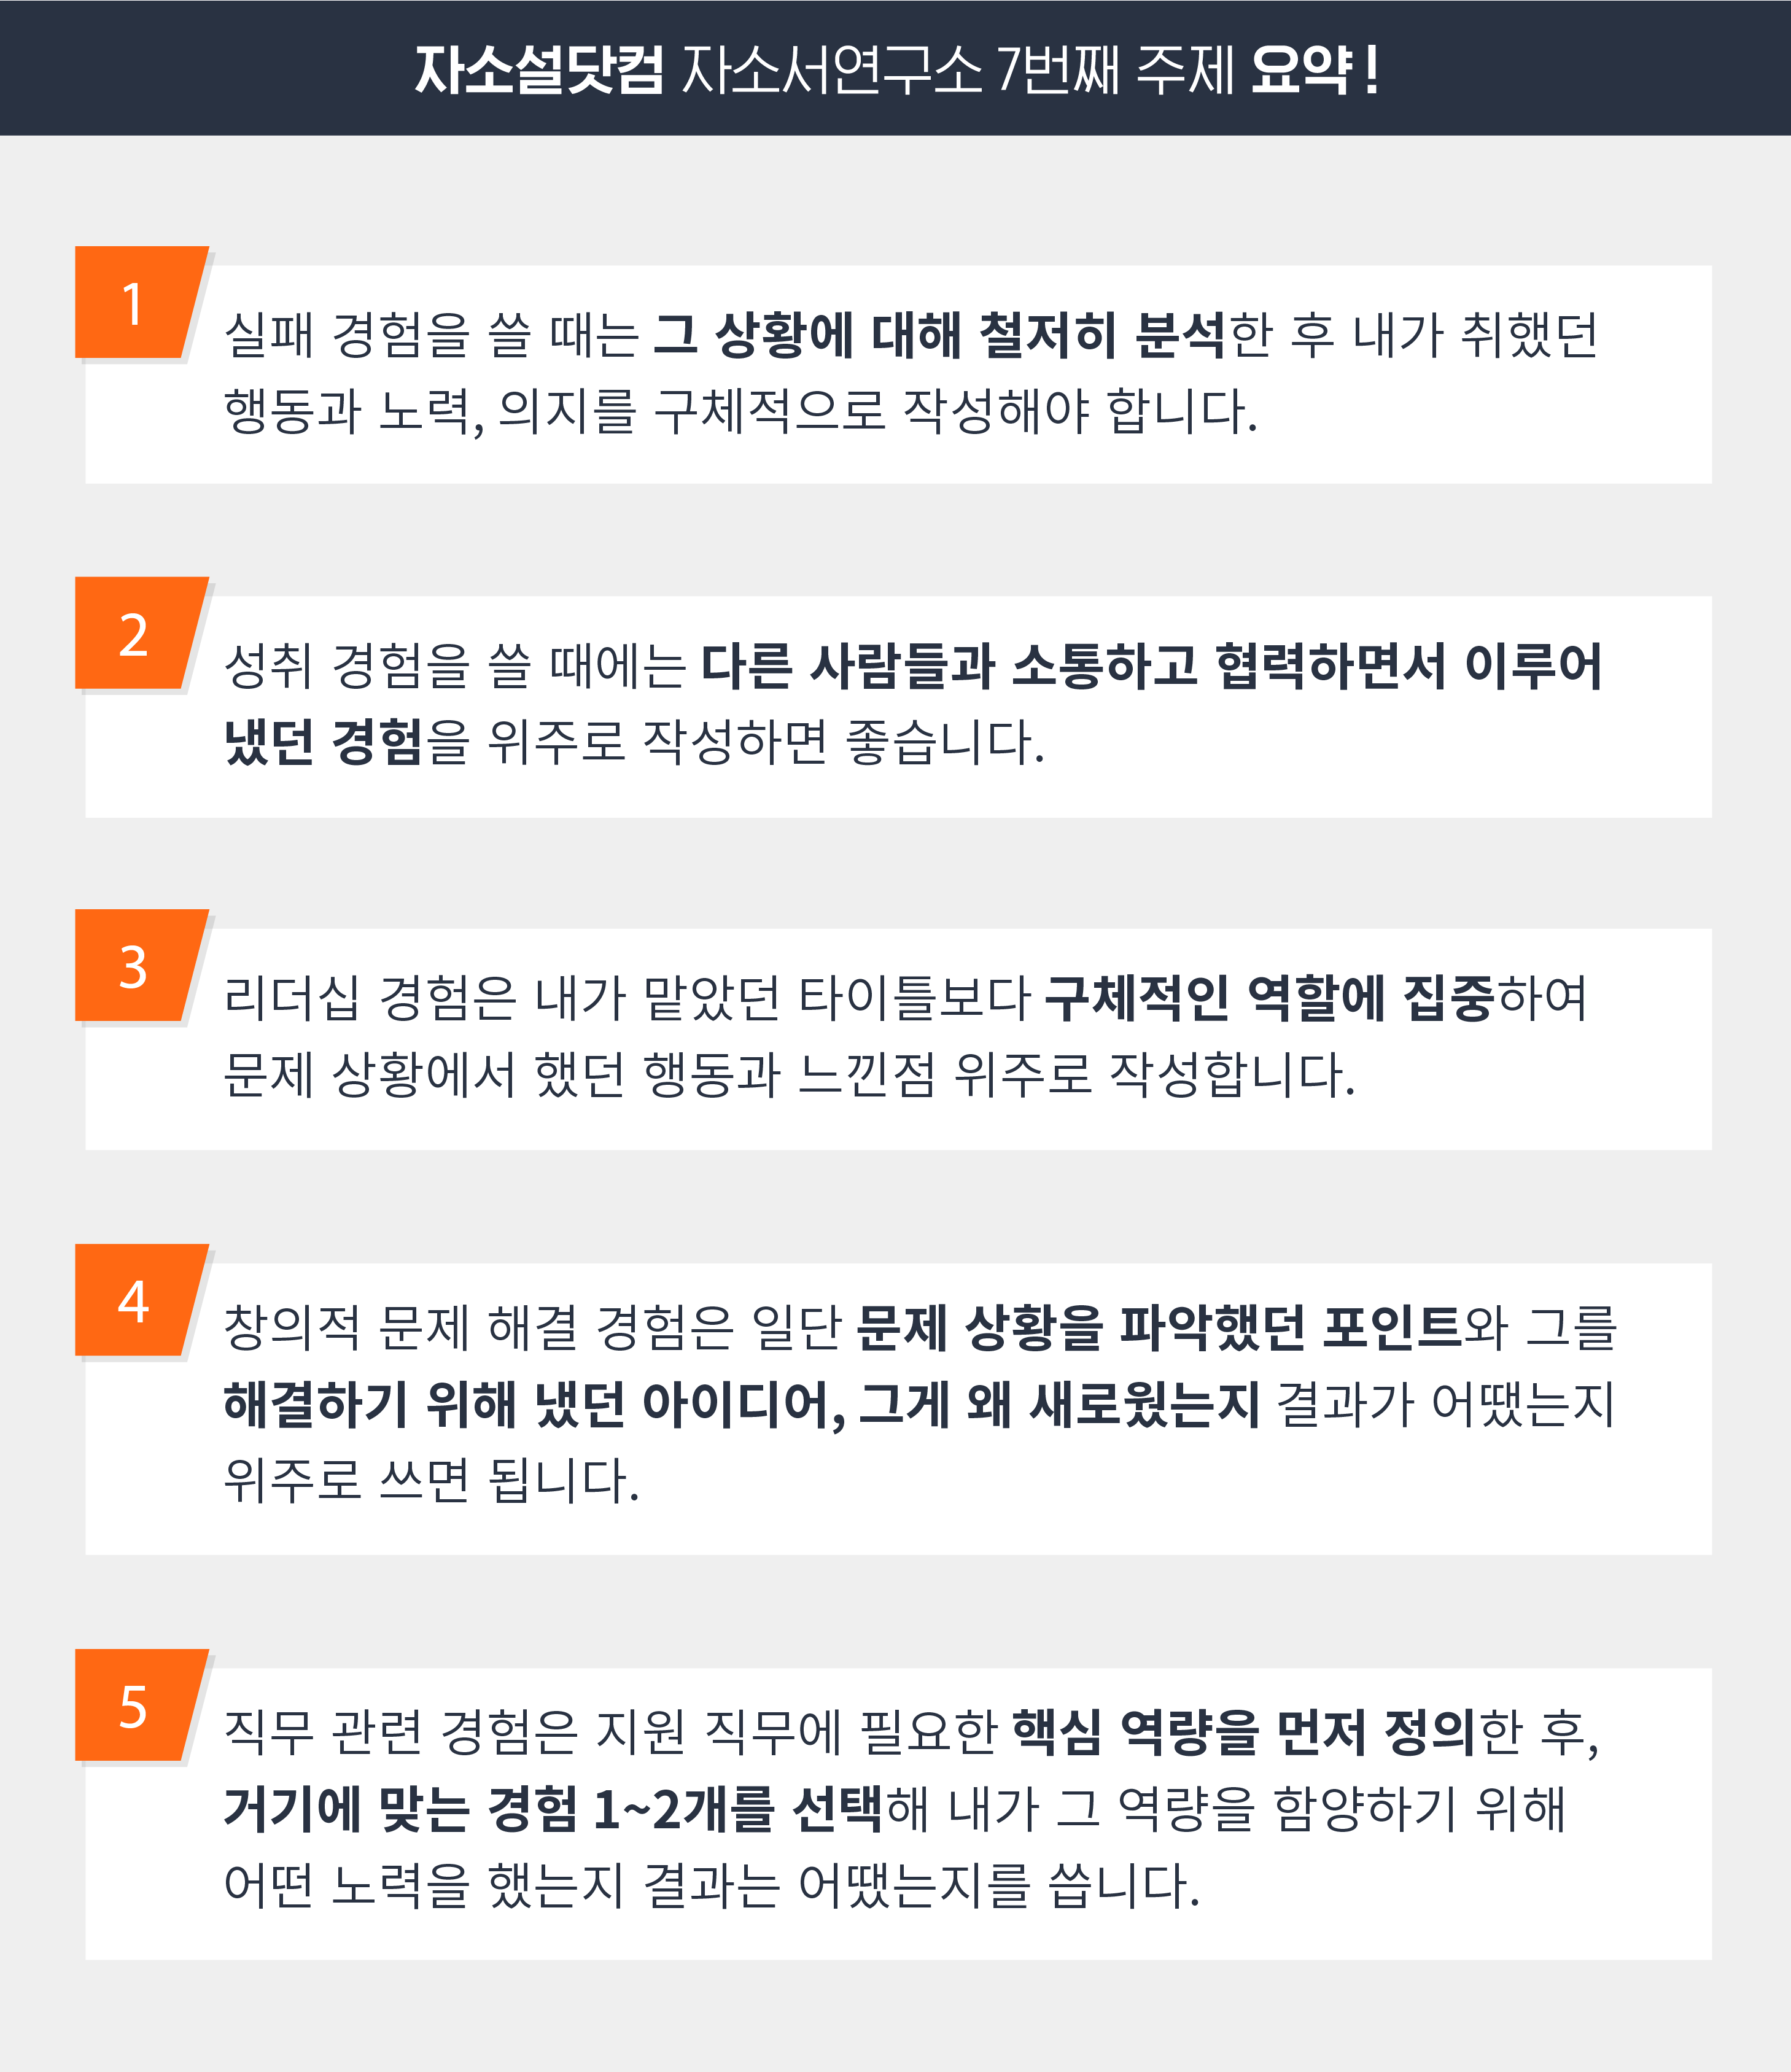 자소설닷컴 자소서연구소 7번째 주제 요약!
1
실패 경험을 쓸 때는 그 상황에 대해 철저히 분석한 후 내가 취했던
행동과 노력, 의지를 구체적으로 작성해야 합니다.
2
성취 경험을 쓸 때에는 다른 사람들과 소통하고 협력하면서 이루어
냈던 경험을 위주로 작성하면 좋습니다.
3
리더십 경험은 내가 맡았던 타이틀보다 구체적인 역할에 집중하여
문제 상황에서 했던 행동과 느낀점 위주로 작성합니다.
4
창의적 문제 해결 경험은 일단 문제 상황을 파악했던 포인트와 그를
해결하기 위해 냈던 아이디어, 그게 왜 새로웠는지 결과가 어땠는지
위주로 쓰면 됩니다.
5
직무 관련 경험은 지원 직무에 필요한 핵심 역량을 먼저 정의한 후,
거기에 맞는 경험 1~2개를 선택해 내가 그 역량을 함양하기 위해
어떤 노력을 했는지 결과는 어땠는지를 씁니다.